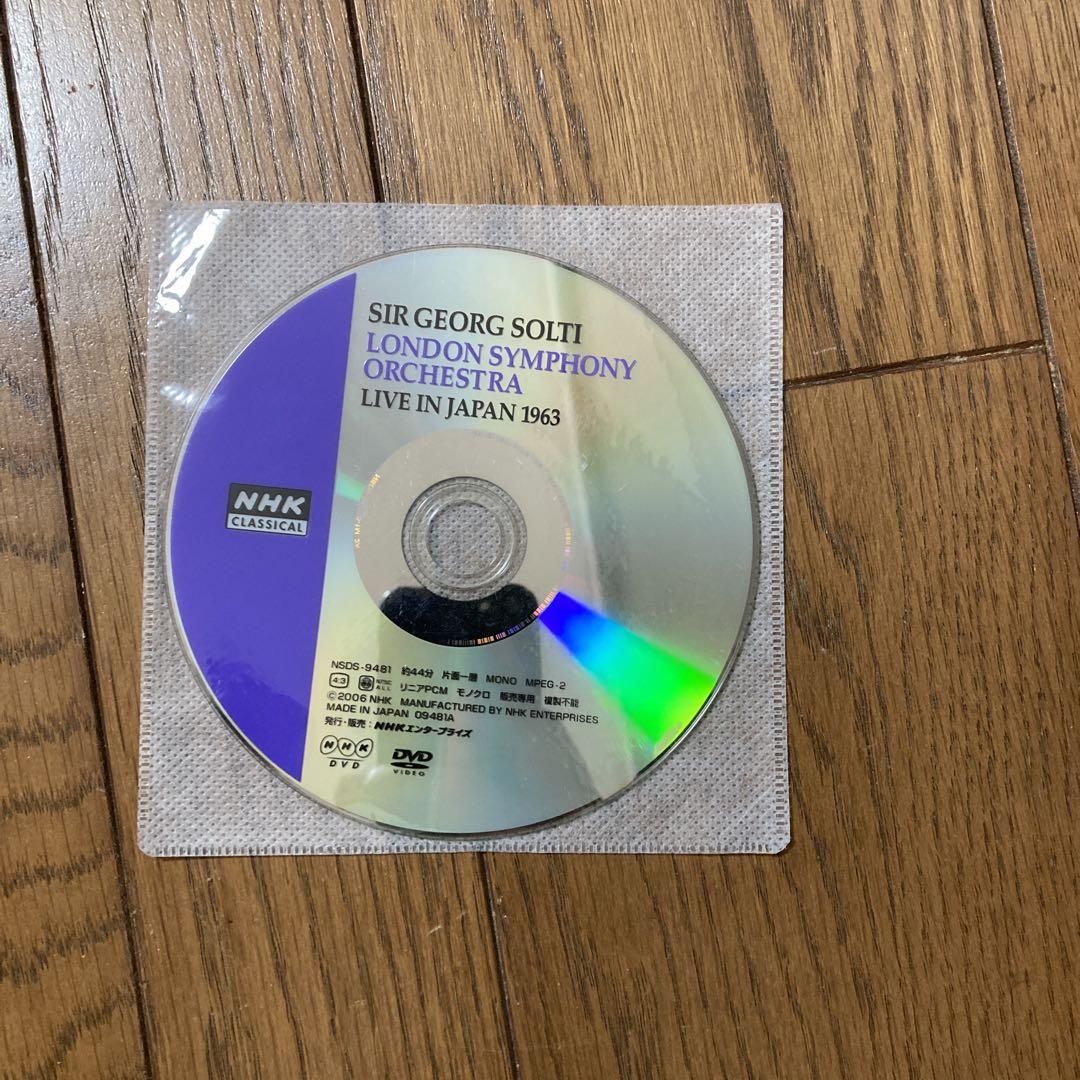 SIR GEORG SOLTI
LONDON SYMPHONY
ORCHESTRA
LIVE IN JAPAN 1963
NHK
CLASSICAL
NSDS-9481 約44分 片面一層 MONO MPEG-2
4:3 NTSC ALL リニアPCM モノクロ 販売専用 複製不能
©2006 NHK MANUFACTURED BY NHK ENTERPRISES
MADE IN JAPAN 09481A
発行・販売:NHKエンタープライズ
NHK
DVD
DVD
VIDEO